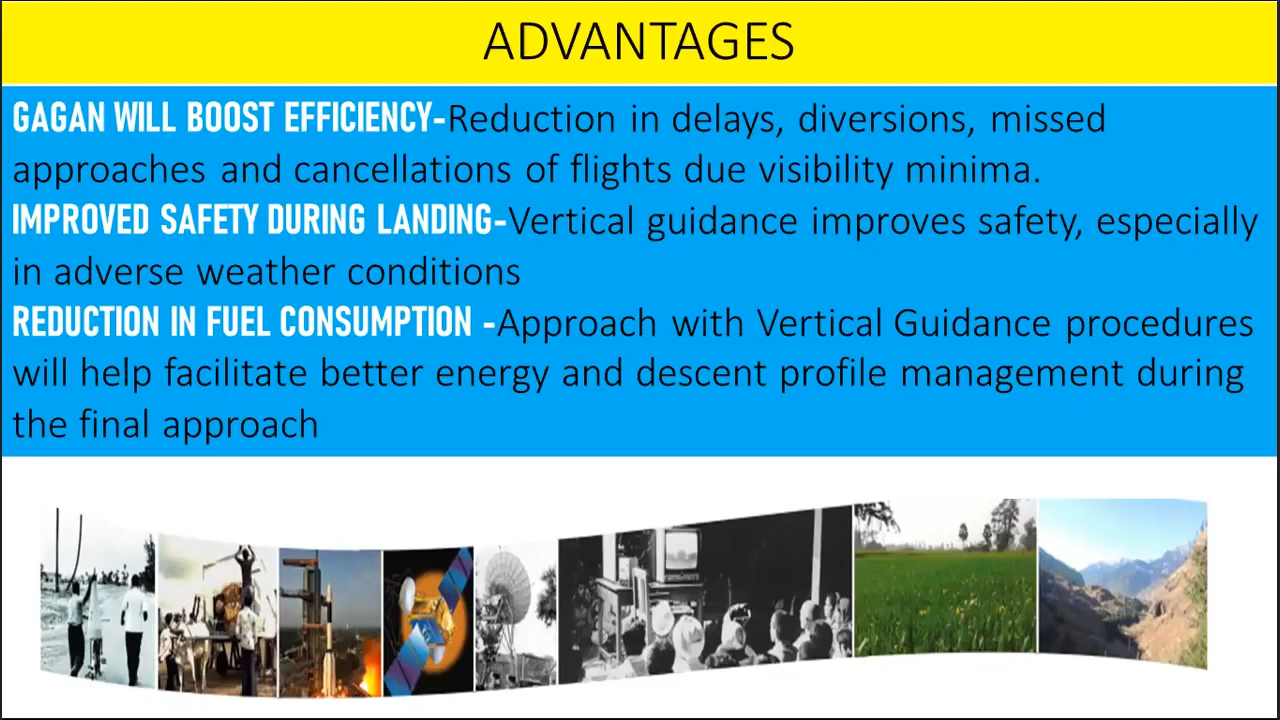 ADVANTAGES
GAGAN WILL BOOST EFFICIENCY-Reduction in delays, diversions, missed
approaches and cancellations of flights due visibility minima.
IMPROVED SAFETY DURING LANDING-Vertical guidance improves safety, especially
in adverse weather conditions
REDUCTION IN FUEL CONSUMPTION -Approach with Vertical Guidance procedures
will help facilitate better energy and descent profile management during
the final approach